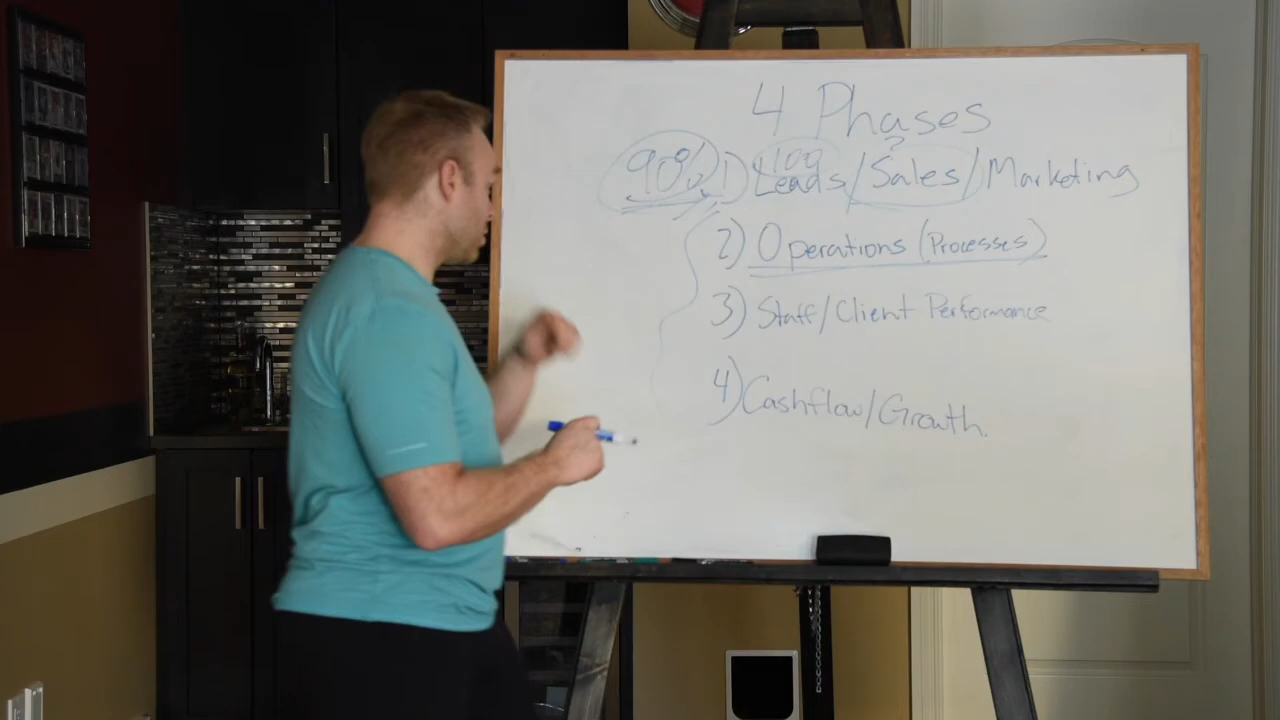 4 Phases
?
90% 1) Leads/Sales/Marketing
100
2) Operations (Processes)
3) Staff/Client Performance
4) Cashflow/Growth.